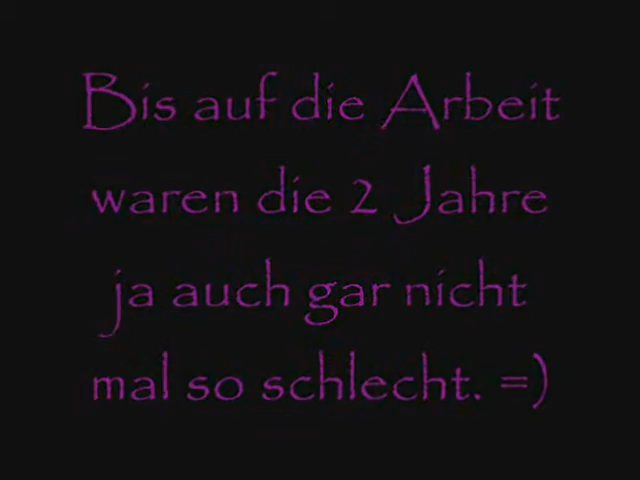 Bis auf die Arbeit
waren die 2 Jahre
ja auch gar nicht
mal so schlecht. =)